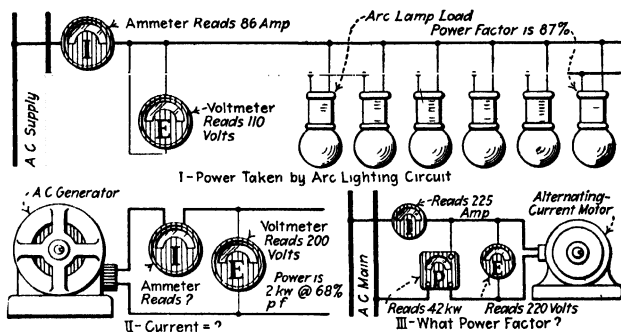 Ammeter Reads 86 Amp
Arc Lamp Load
Power Factor is 87%
I
A C Supply
E
Voltmeter
Reads 110
Volts
I-Power Taken by Arc Lighting Circuit
A C Generator
I
E
Voltmeter
Reads 200
Volts
Ammeter
Reads ?
Power is
2 kw @ 68%
p f
II- Current = ?
Reads 225
Amp
Alternating-
Current Motor
I
A C Main
P
E
Reads 42 kw
Reads 220 Volts
III-What Power Factor ?